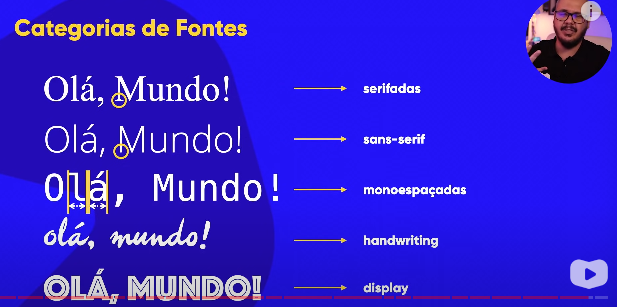 Categorias de Fontes
Olá, Mundo! serifadas
Olá, Mundo! sans-serif
Olá, Mundo! monoespaçadas
olá, mundo! handwriting
OLÁ, MUNDO! display